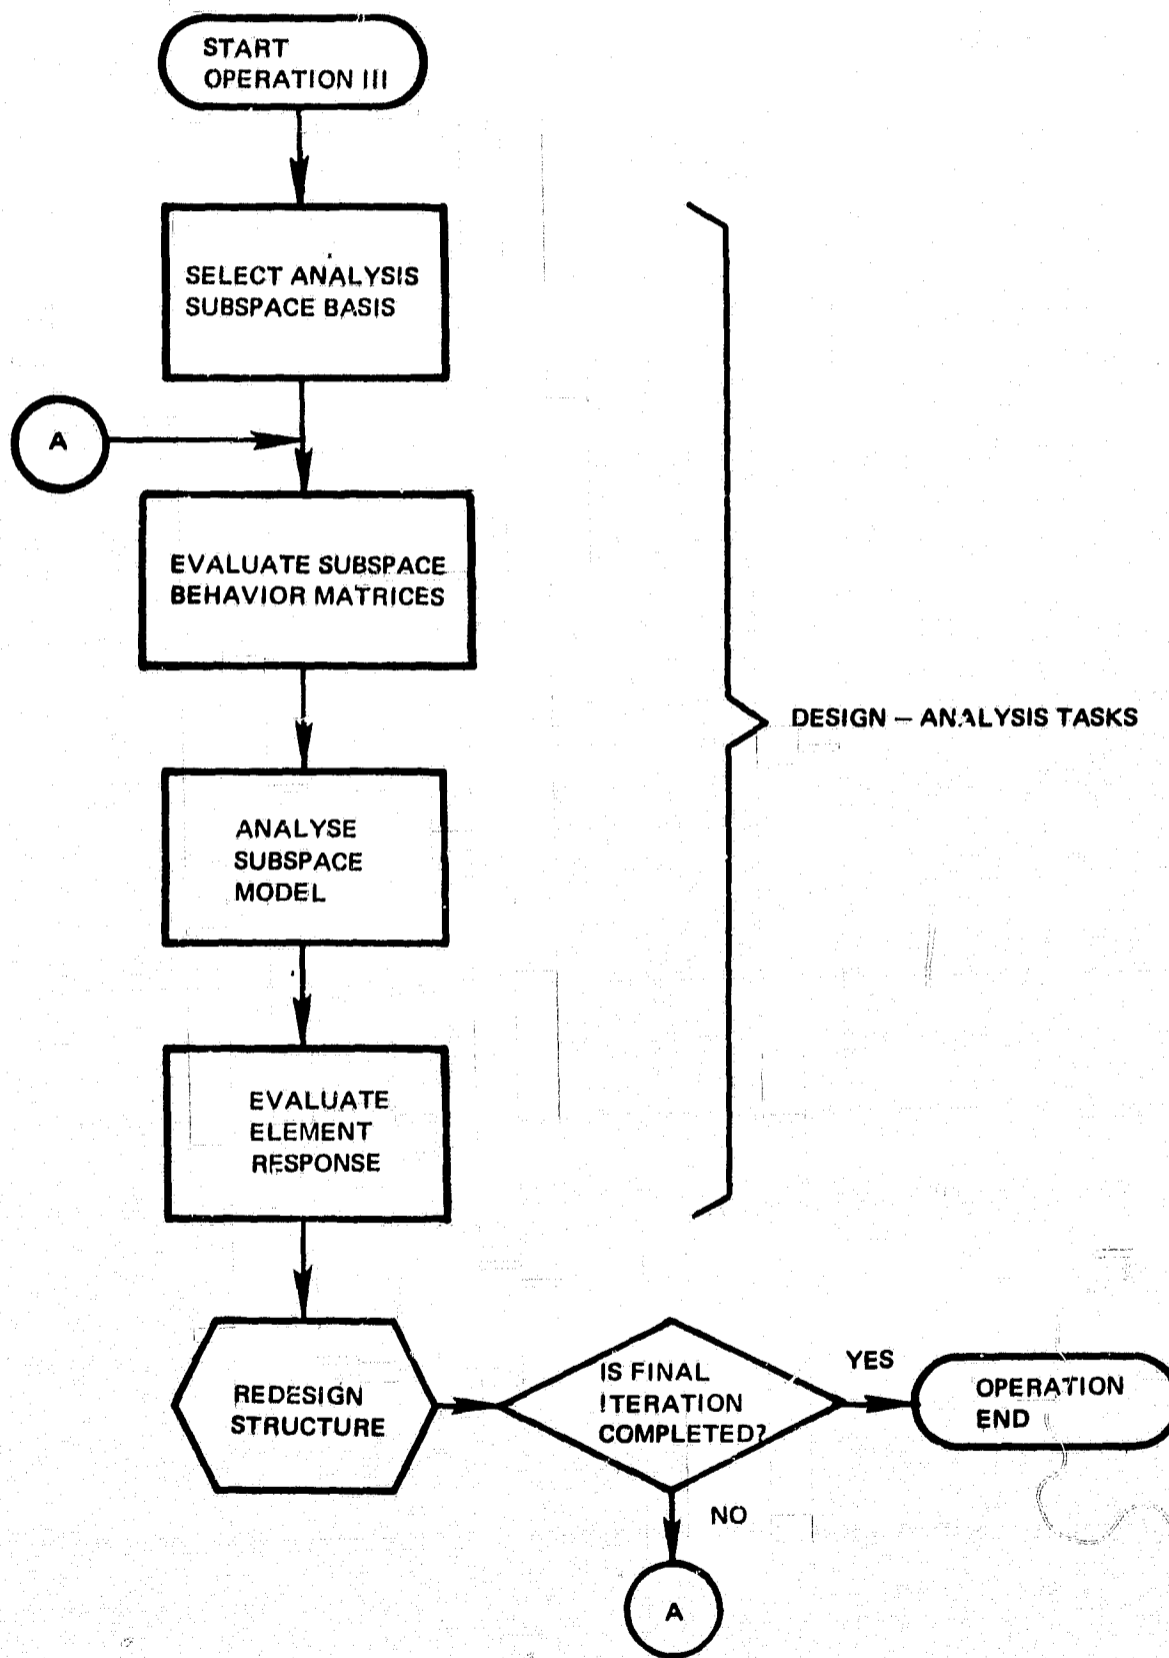 START
OPERATION III
SELECT ANALYSIS
SUBSPACE BASIS
A
EVALUATE SUBSPACE
BEHAVIOR MATRICES
DESIGN – ANALYSIS TASKS
ANALYSE
SUBSPACE
MODEL
EVALUATE
ELEMENT
RESPONSE
REDESIGN
STRUCTURE
IS FINAL
ITERATION
COMPLETED?
YES
OPERATION
END
NO
A